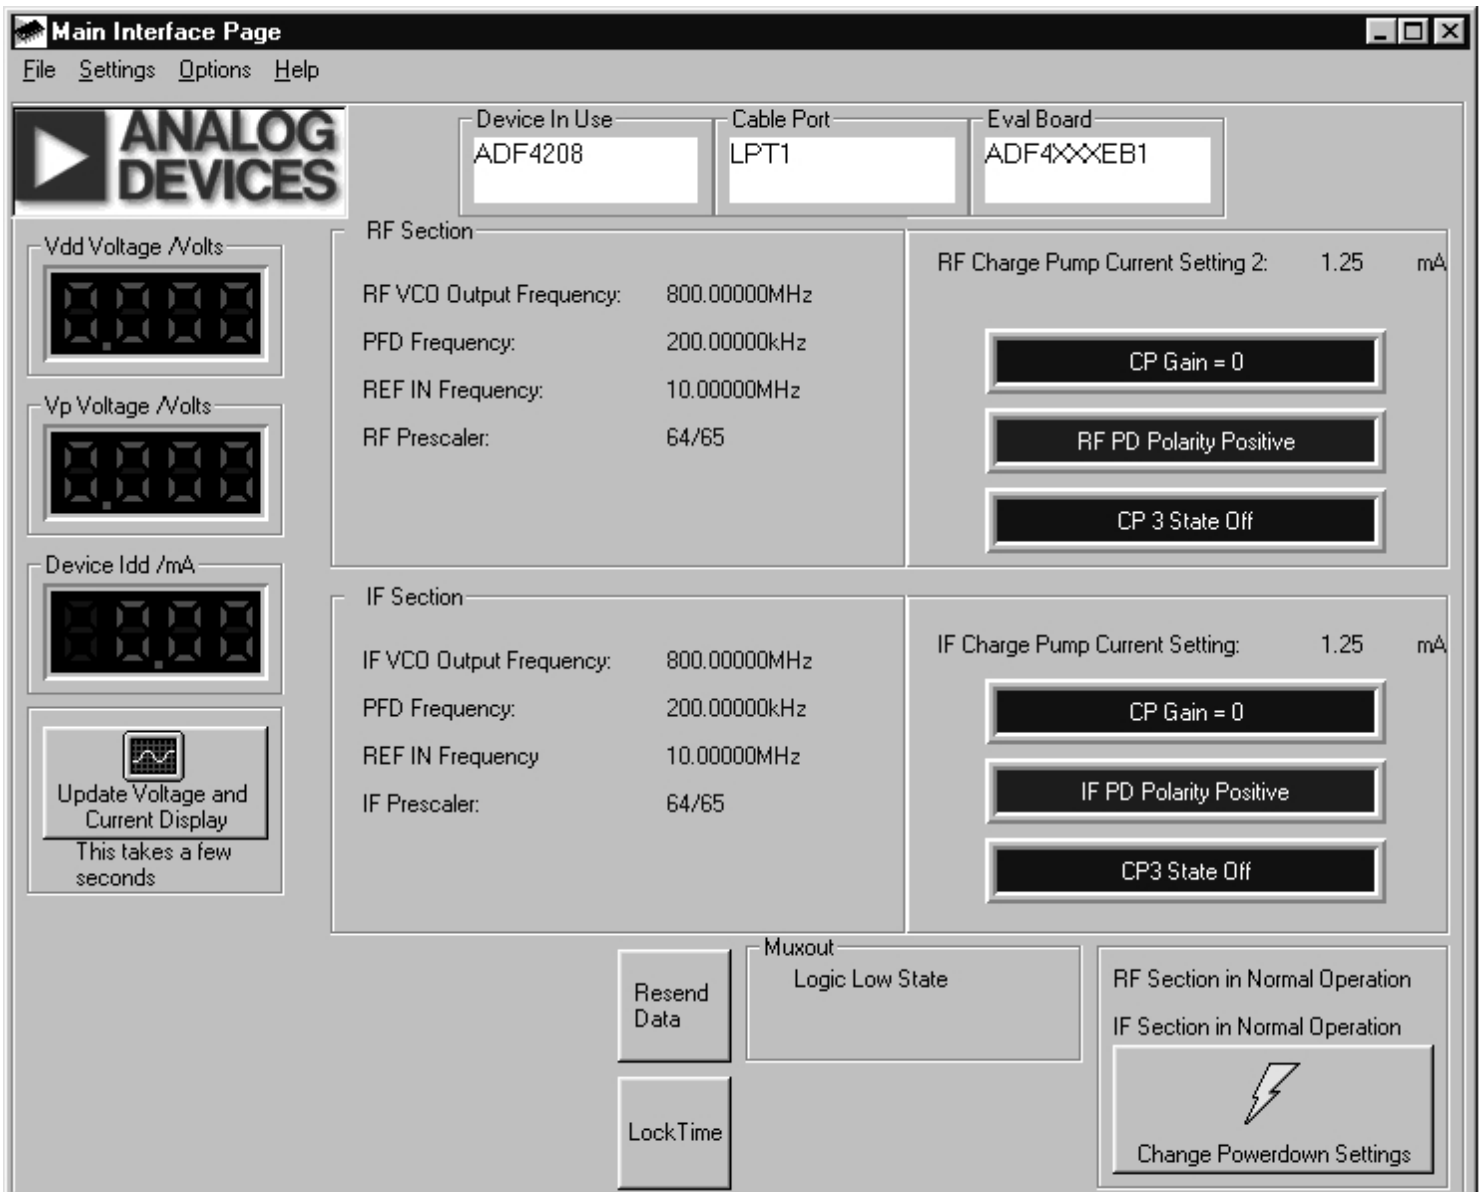 Main Interface Page
File Settings Options Help
ANALOG
DEVICES
Device In Use
ADF4208
Cable Port
LPT1
Eval Board
ADF4XXXEB1
Vdd Voltage /Volts
Vp Voltage /Volts
Device Idd /mA
Update Voltage and
Current Display
This takes a few
seconds
RF Section
RF VCO Output Frequency: 800.00000MHz
PFD Frequency: 200.00000kHz
REF IN Frequency: 10.00000MHz
RF Prescaler: 64/65
RF Charge Pump Current Setting 2: 1.25 mA
CP Gain = 0
RF PD Polarity Positive
CP 3 State Off
IF Section
IF VCO Output Frequency: 800.00000MHz
PFD Frequency: 200.00000kHz
REF IN Frequency 10.00000MHz
IF Prescaler: 64/65
IF Charge Pump Current Setting: 1.25 mA
CP Gain = 0
IF PD Polarity Positive
CP3 State Off
Resend
Data
LockTime
Muxout
Logic Low State
RF Section in Normal Operation
IF Section in Normal Operation
Change Powerdown Settings